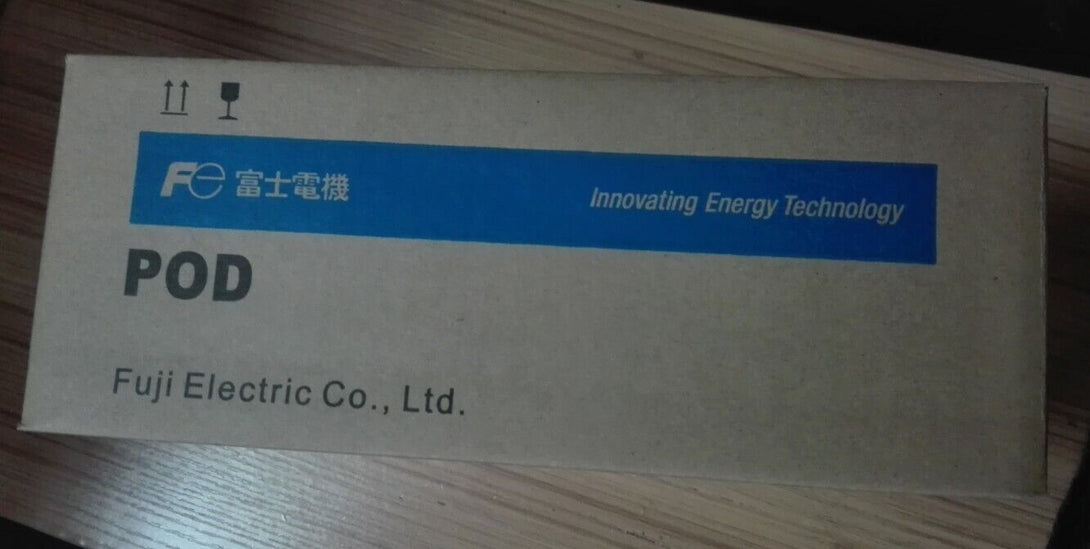 Fe 富士電機 Innovating Energy Technology
POD
Fuji Electric Co., Ltd.